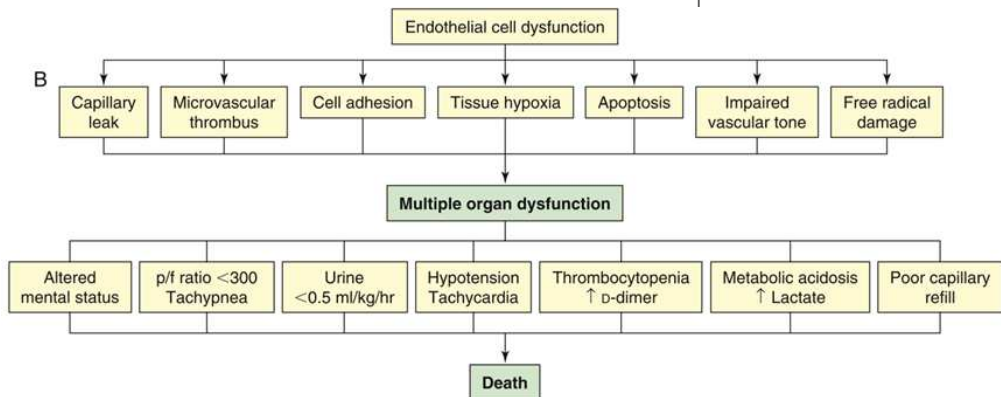 Endothelial cell dysfunction
B
Capillary
leak
Microvascular
thrombus
Cell adhesion
Tissue hypoxia
Apoptosis
Impaired
vascular tone
Free radical
damage
Multiple organ dysfunction
Altered
mental status
p/f ratio <300
Tachypnea
Urine
<0.5 ml/kg/hr
Hypotension
Tachycardia
Thrombocytopenia
↑ D-dimer
Metabolic acidosis
↑ Lactate
Poor capillary
refill
Death